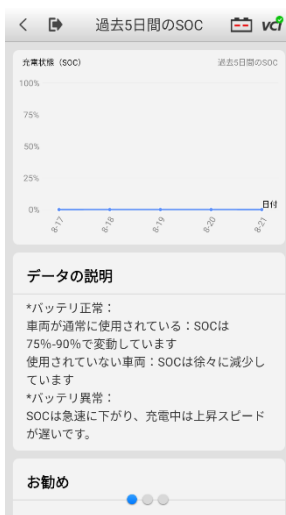 過去5日間のSOC
vci
充電状態（SOC）
過去5日間のSOC
100%
75%
50%
25%
0%
日付
8-17
8-18
8-19
8-20
8-21
データの説明
*バッテリ正常：
車両が通常に使用されている：SOCは
75%-90%で変動しています
使用されていない車両：SOCは徐々に減少し
ています
*バッテリ異常：
SOCは急速に下がり、充電中は上昇スピード
が遅いです。
お勧め